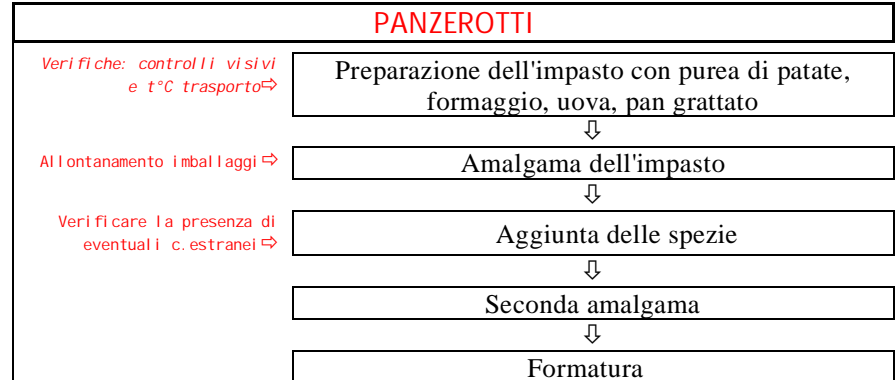 PANZEROTTI
Verifiche: controlli visivi
e t°C trasporto⇨
Preparazione dell'impasto con purea di patate,
formaggio, uova, pan grattato
⇩
Allontanamento imballaggi⇨
Amalgama dell'impasto
⇩
Verificare la presenza di
eventuali c.estranei⇨
Aggiunta delle spezie
⇩
Seconda amalgama
⇩
Formatura